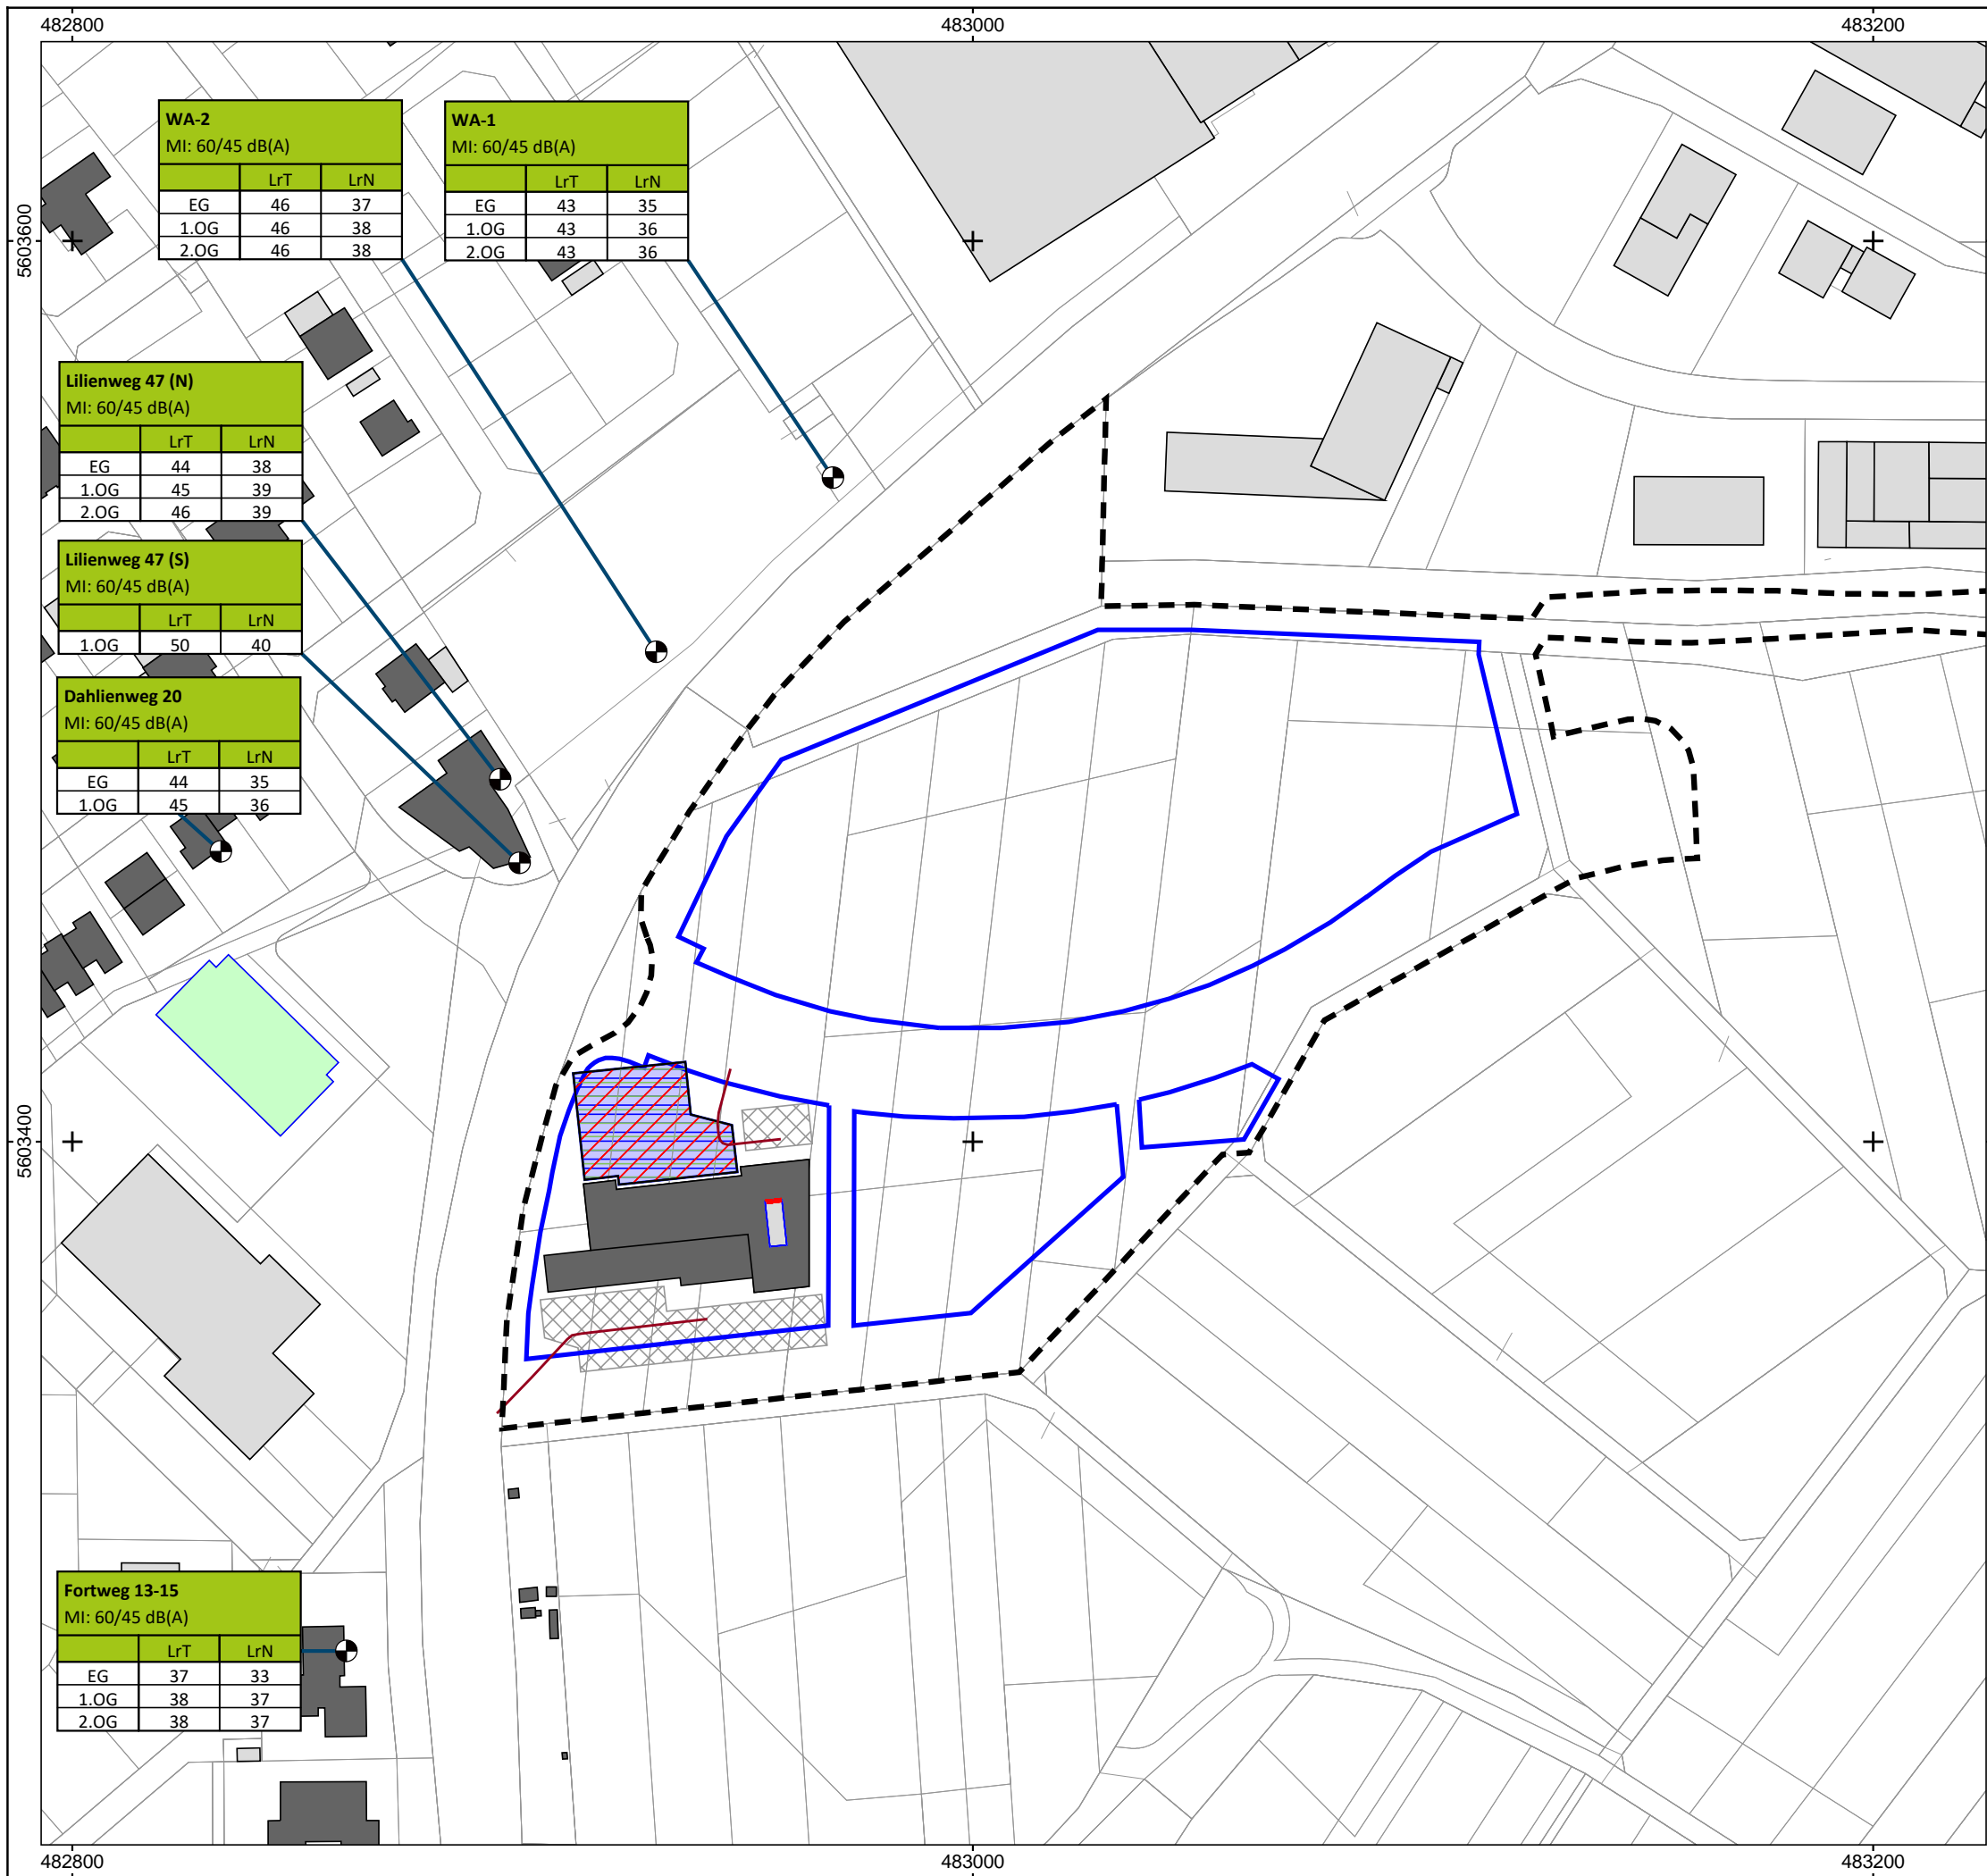 482800 483000 483200
WA-2
MI: 60/45 dB(A)
LrT LrN
EG 46 37
1.OG 46 38
2.OG 46 38
WA-1
MI: 60/45 dB(A)
LrT LrN
EG 43 35
1.OG 43 36
2.OG 43 36
5603600
Lilienweg 47 (N)
MI: 60/45 dB(A)
LrT LrN
EG 44 38
1.OG 45 39
2.OG 46 39
Lilienweg 47 (S)
MI: 60/45 dB(A)
LrT LrN
1.OG 50 40
Dahlienweg 20
MI: 60/45 dB(A)
LrT LrN
EG 44 35
1.OG 45 36
5603400
Fortweg 13-15
MI: 60/45 dB(A)
LrT LrN
EG 37 33
1.OG 38 37
2.OG 38 37
482800 483000 483200